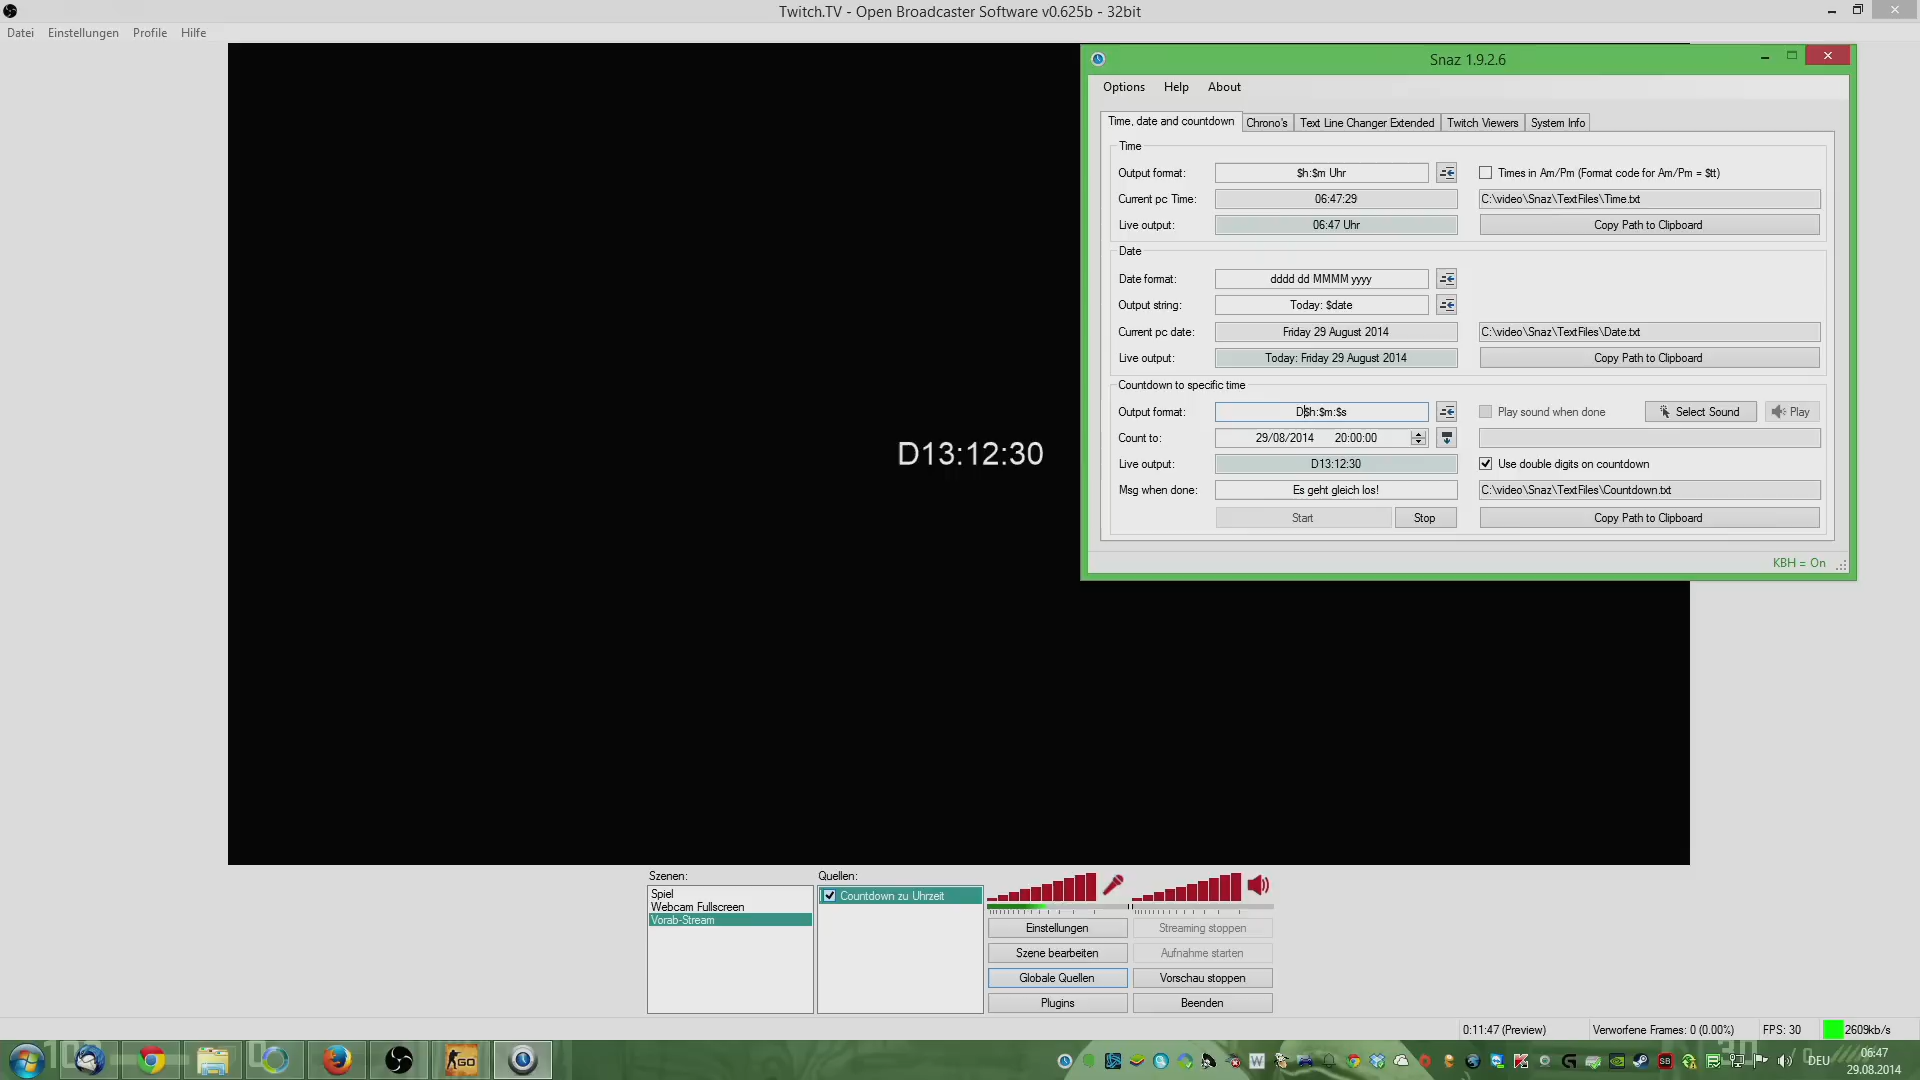 Twitch.TV - Open Broadcaster Software v0.625b - 32bit
Datei Einstellungen Profile Hilfe
Snaz 1.9.2.6
Options Help About
Time, date and countdown Chrono's Text Line Changer Extended Twitch Viewers System Info
Time
Output format: $h:$m Uhr Times in Am/Pm (Format code for Am/Pm = $tt)
Current pc Time: 06:47:29 C:\video\Snaz\TextFiles\Time.txt
Live output: 06:47 Uhr Copy Path to Clipboard
Date
Date format: dddd dd MMMM yyyy
Output string: Today: $date
Current pc date: Friday 29 August 2014 C:\video\Snaz\TextFiles\Date.txt
Live output: Today: Friday 29 August 2014 Copy Path to Clipboard
Countdown to specific time
Output format: D$h:$m:$s Play sound when done Select Sound Play
Count to: 29/08/2014 20:00:00
Live output: D13:12:30 Use double digits on countdown
Msg when done: Es geht gleich los! C:\video\Snaz\TextFiles\Countdown.txt
Start Stop Copy Path to Clipboard
KBH = On
D13:12:30
Szenen: Quellen:
Spiel
Webcam Fullscreen
Vorab-Stream
Countdown zu Uhrzeit
Einstellungen Streaming stoppen
Szene bearbeiten Aufnahme starten
Globale Quellen Vorschau stoppen
Plugins Beenden
0:11:47 (Preview) Verworfene Frames: 0 (0.00%) FPS: 30 2609kb/s
GO
DEU
06:47
29.08.2014